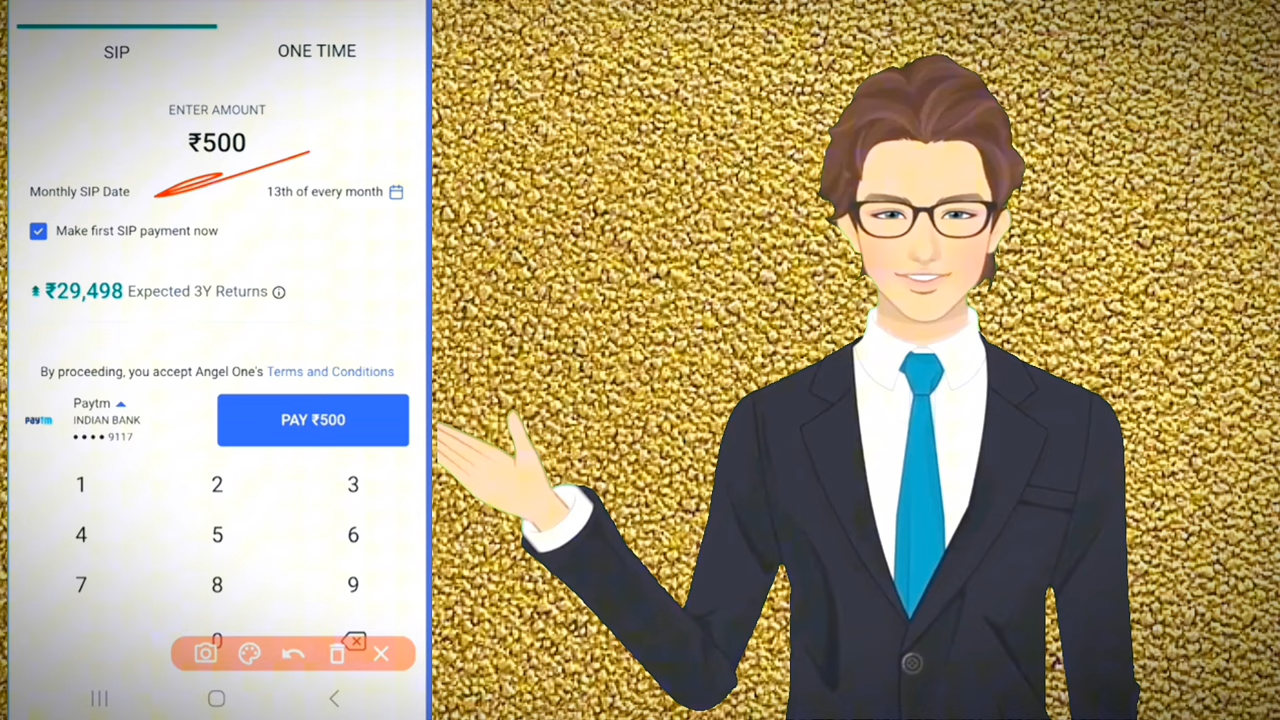 SIP ONE TIME
ENTER AMOUNT
₹500
Monthly SIP Date 13th of every month
Make first SIP payment now
₹29,498 Expected 3Y Returns
By proceeding, you accept Angel One's Terms and Conditions
Paytm
paytm INDIAN BANK PAY ₹500
•••• 9117
1 2 3
4 5 6
7 8 9
0